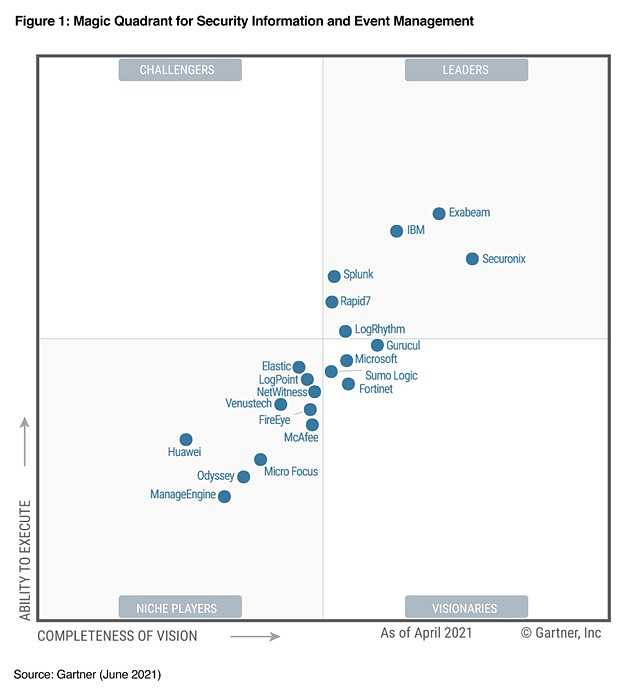 Figure 1: Magic Quadrant for Security Information and Event Management
CHALLENGERS
LEADERS
Exabeam
IBM
Securonix
Splunk
Rapid7
LogRhythm
Gurucul
Microsoft
Sumo Logic
Fortinet
Elastic
LogPoint
NetWitness
Venustech
FireEye
McAfee
Huawei
Micro Focus
Odyssey
ManageEngine
ABILITY TO EXECUTE
NICHE PLAYERS
VISIONARIES
COMPLETENESS OF VISION
As of April 2021
© Gartner, Inc
Source: Gartner (June 2021)